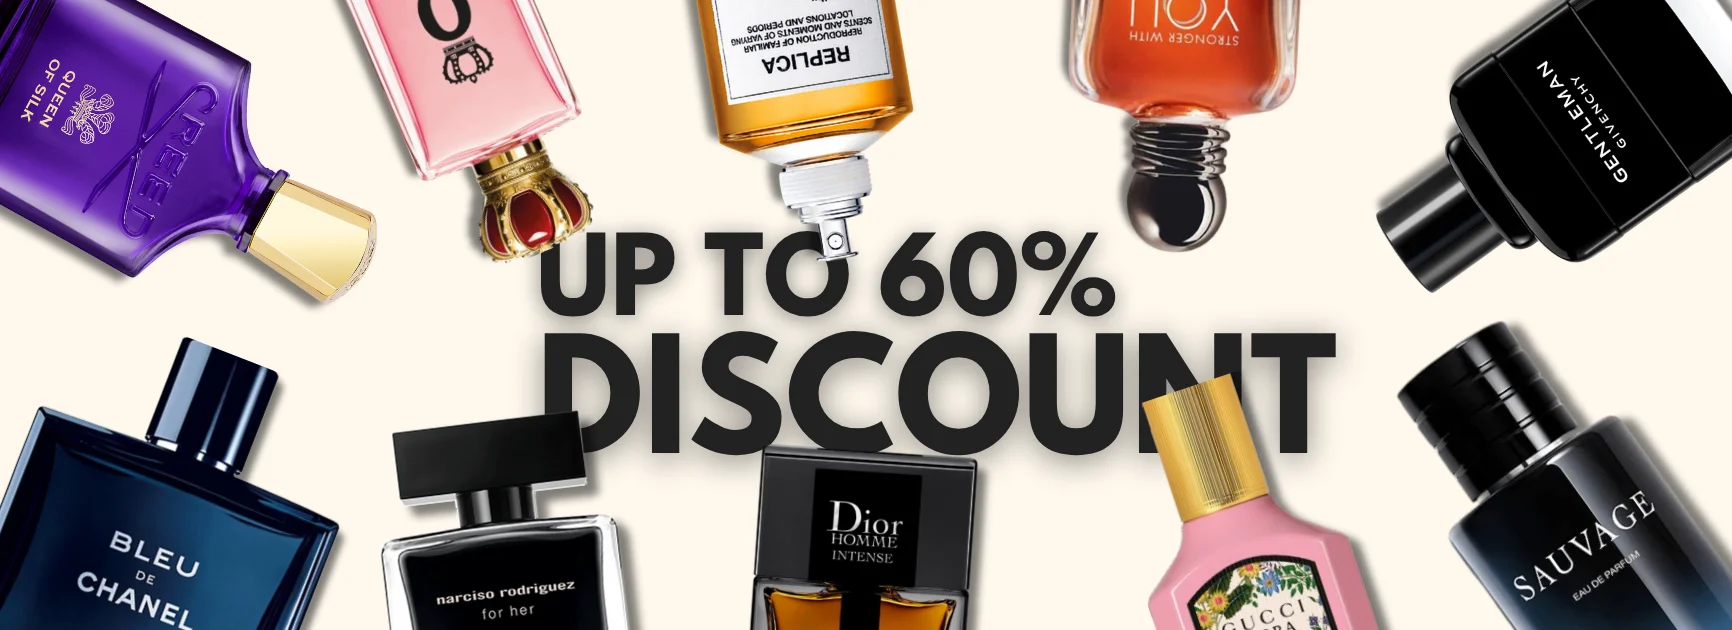 QUEEN
OF SILK
CREED
Q
REPLICA
REPRODUCTION OF FAMILIAR
SCENTS AND MOMENTS OF VARYING
LOCATIONS AND PERIODS
STRONGER WITH
YOU
GENTLEMAN
GIVENCHY
UP TO 60%
DISCOUNT
BLEU
DE
CHANEL
narciso rodriguez
for her
Dior
HOMME
INTENSE
GUCCI
SAUVAGE
EAU DE PARFUM